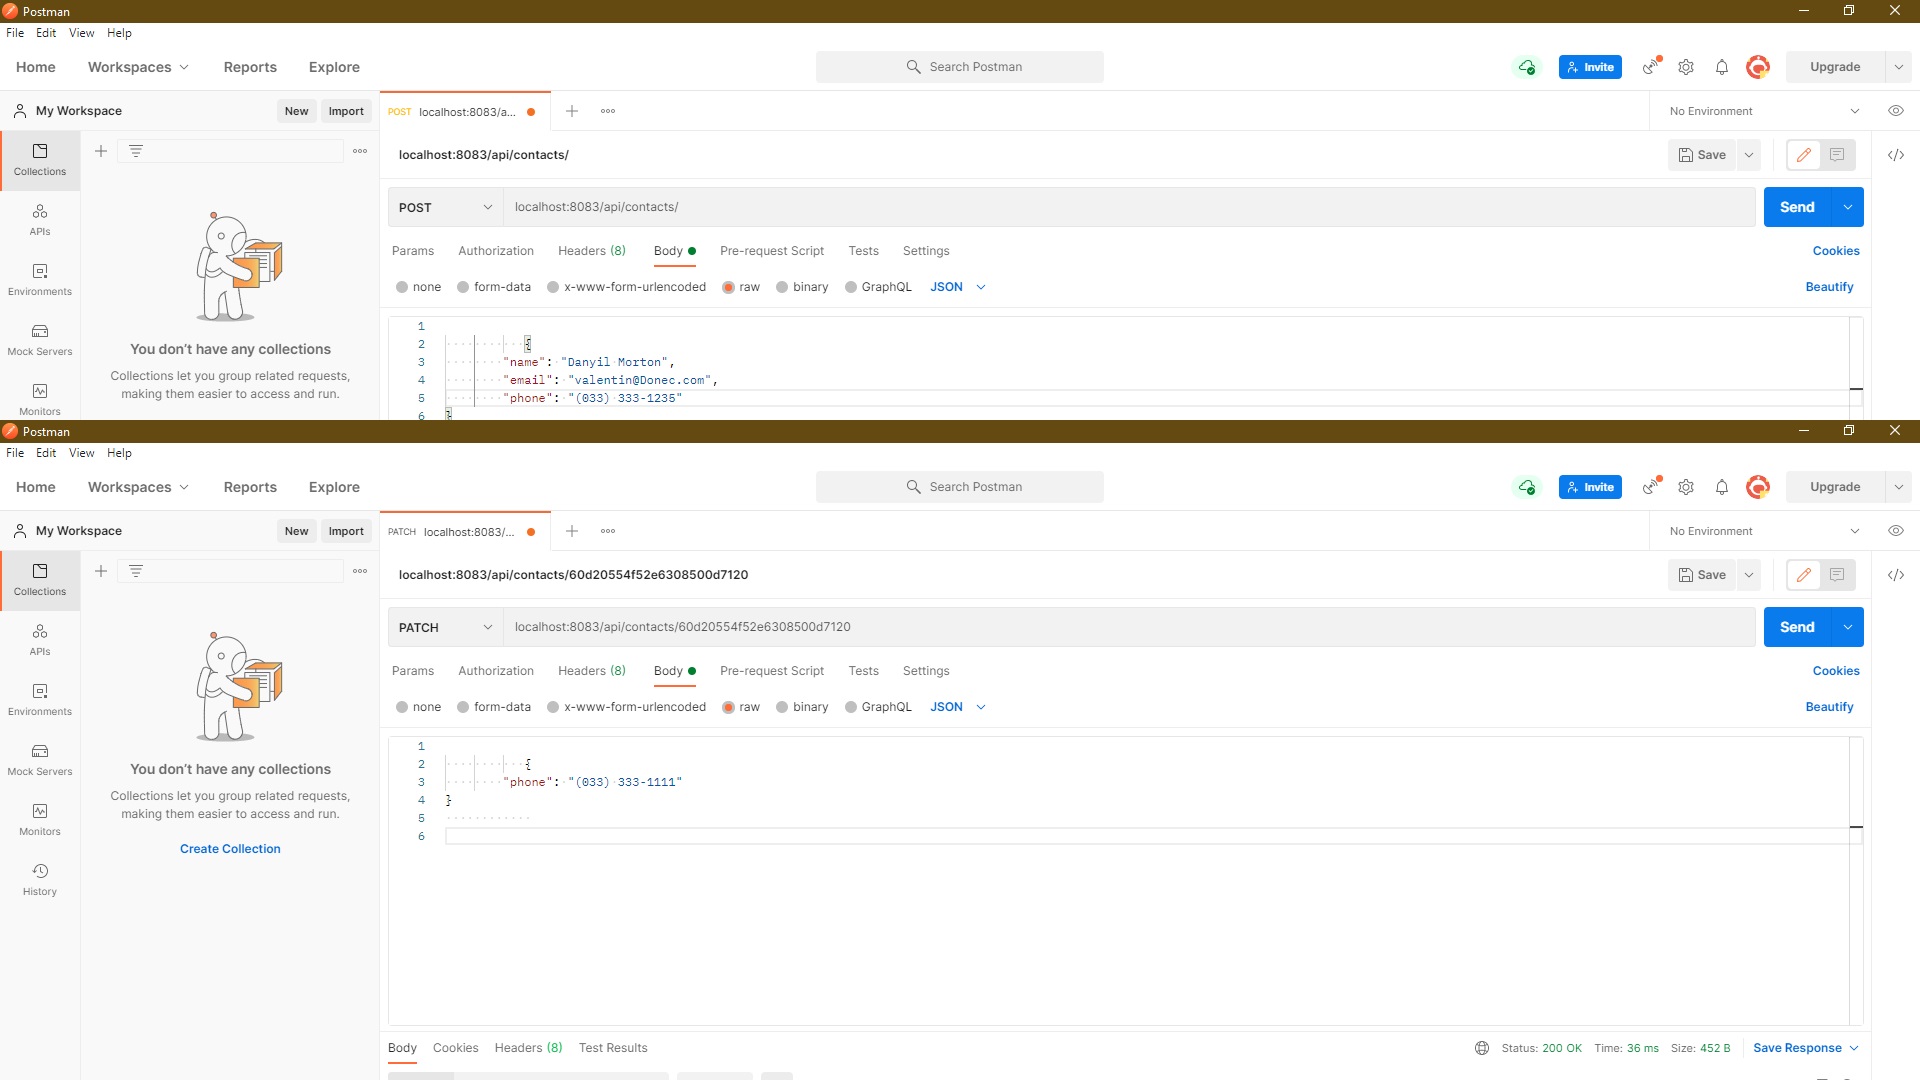 Postman
File Edit View Help
Home Workspaces Reports Explore Search Postman Invite Upgrade
My Workspace New Import POST localhost:8083/a... No Environment
localhost:8083/api/contacts/ Save
Collections
POST localhost:8083/api/contacts/ Send
APIs
Params Authorization Headers (8) Body Pre-request Script Tests Settings Cookies
none form-data x-www-form-urlencoded raw binary GraphQL JSON Beautify
Environments
1
2 {
You don't have any collections
Mock Servers
3 "name": "Danyil Morton",
Collections let you group related requests,
4 "email": "valentin@Donec.com",
making them easier to access and run.
5 "phone": "(033) 333-1235"
Monitors
6 }
Postman
File Edit View Help
Home Workspaces Reports Explore Search Postman Invite Upgrade
My Workspace New Import PATCH localhost:8083/... No Environment
localhost:8083/api/contacts/60d20554f52e6308500d7120 Save
Collections
PATCH localhost:8083/api/contacts/60d20554f52e6308500d7120 Send
APIs
Params Authorization Headers (8) Body Pre-request Script Tests Settings Cookies
none form-data x-www-form-urlencoded raw binary GraphQL JSON Beautify
Environments
1
2 {
You don't have any collections
Mock Servers
3 "phone": "(033) 333-1111"
Collections let you group related requests,
4 }
making them easier to access and run.
5
Monitors
6
Create Collection
History
Body Cookies Headers (8) Test Results Status: 200 OK Time: 36 ms Size: 452 B Save Response